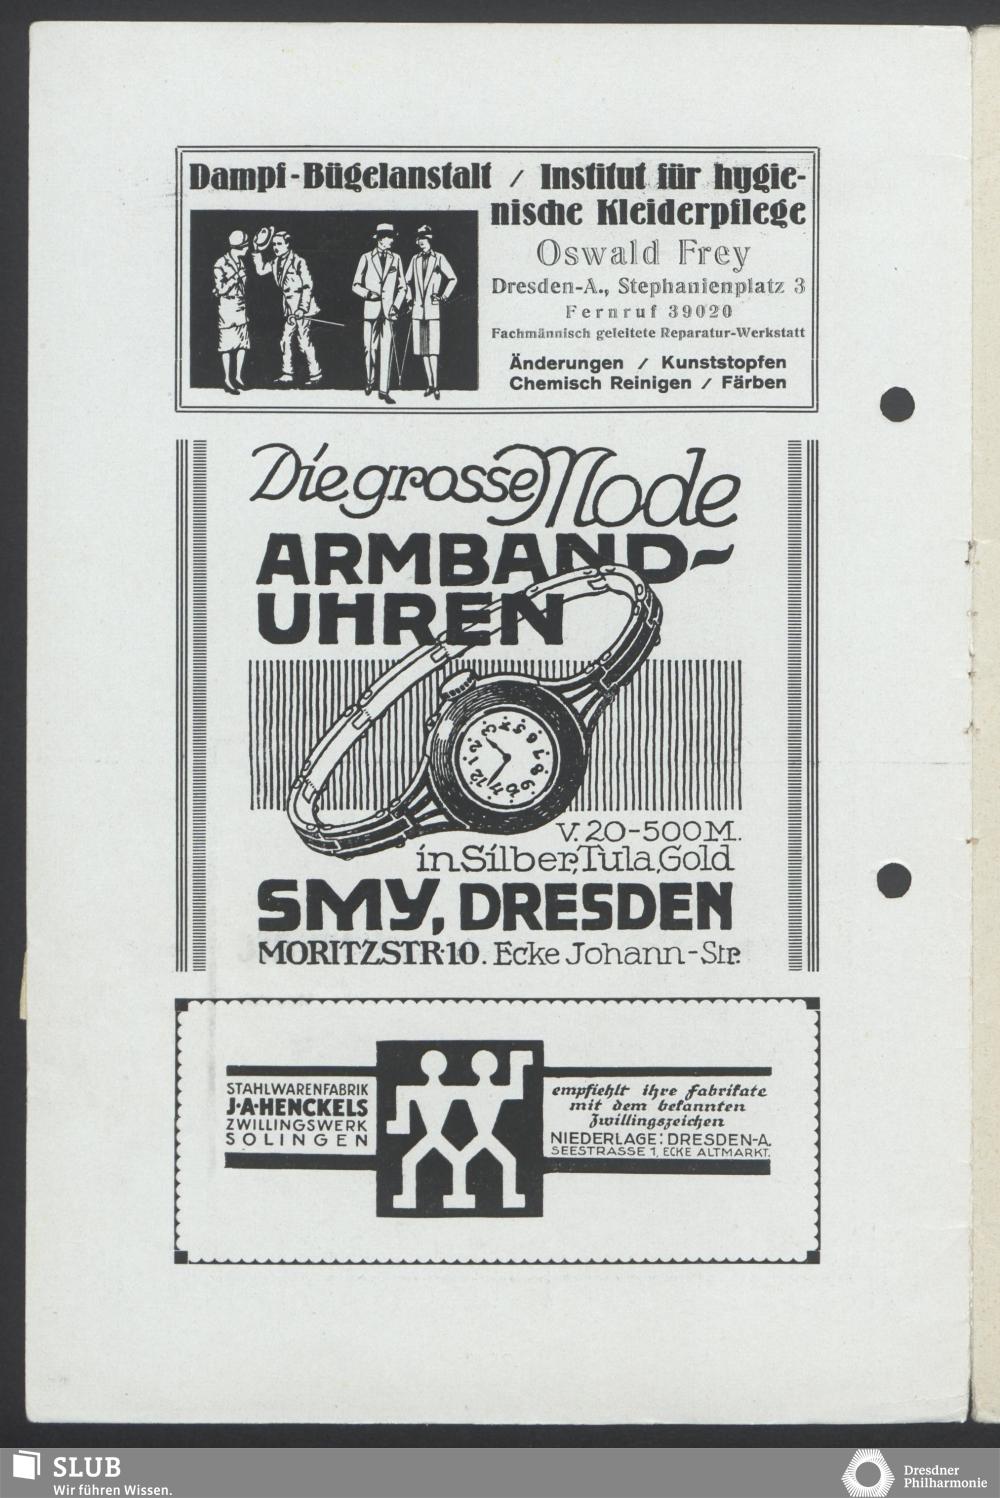 Dampf-Bügelanstalt / Institut für hygie-
nische Kleiderpflege
Oswald Frey
Dresden-A., Stephanienplatz 3
Fernruf 39020
Fachmännisch geleitete Reparatur-Werkstatt
Änderungen / Kunststopfen
Chemisch Reinigen / Färben
Die grosse Mode
ARMBAND-
UHREN
V. 20-500 M.
in Silber, Tula, Gold
SMY, DRESDEN
MORITZSTR. 10. Ecke Johann-Str.
STAHLWARENFABRIK
J·A·HENCKELS
ZWILLINGSWERK
SOLINGEN
empfiehlt ihre Fabrikate
mit dem bekannten
Zwillingszeichen
NIEDERLAGE: DRESDEN-A.
SEESTRASSE 1, ECKE ALTMARKT.
SLUB
Wir führen Wissen.
Dresdner
Philharmonie